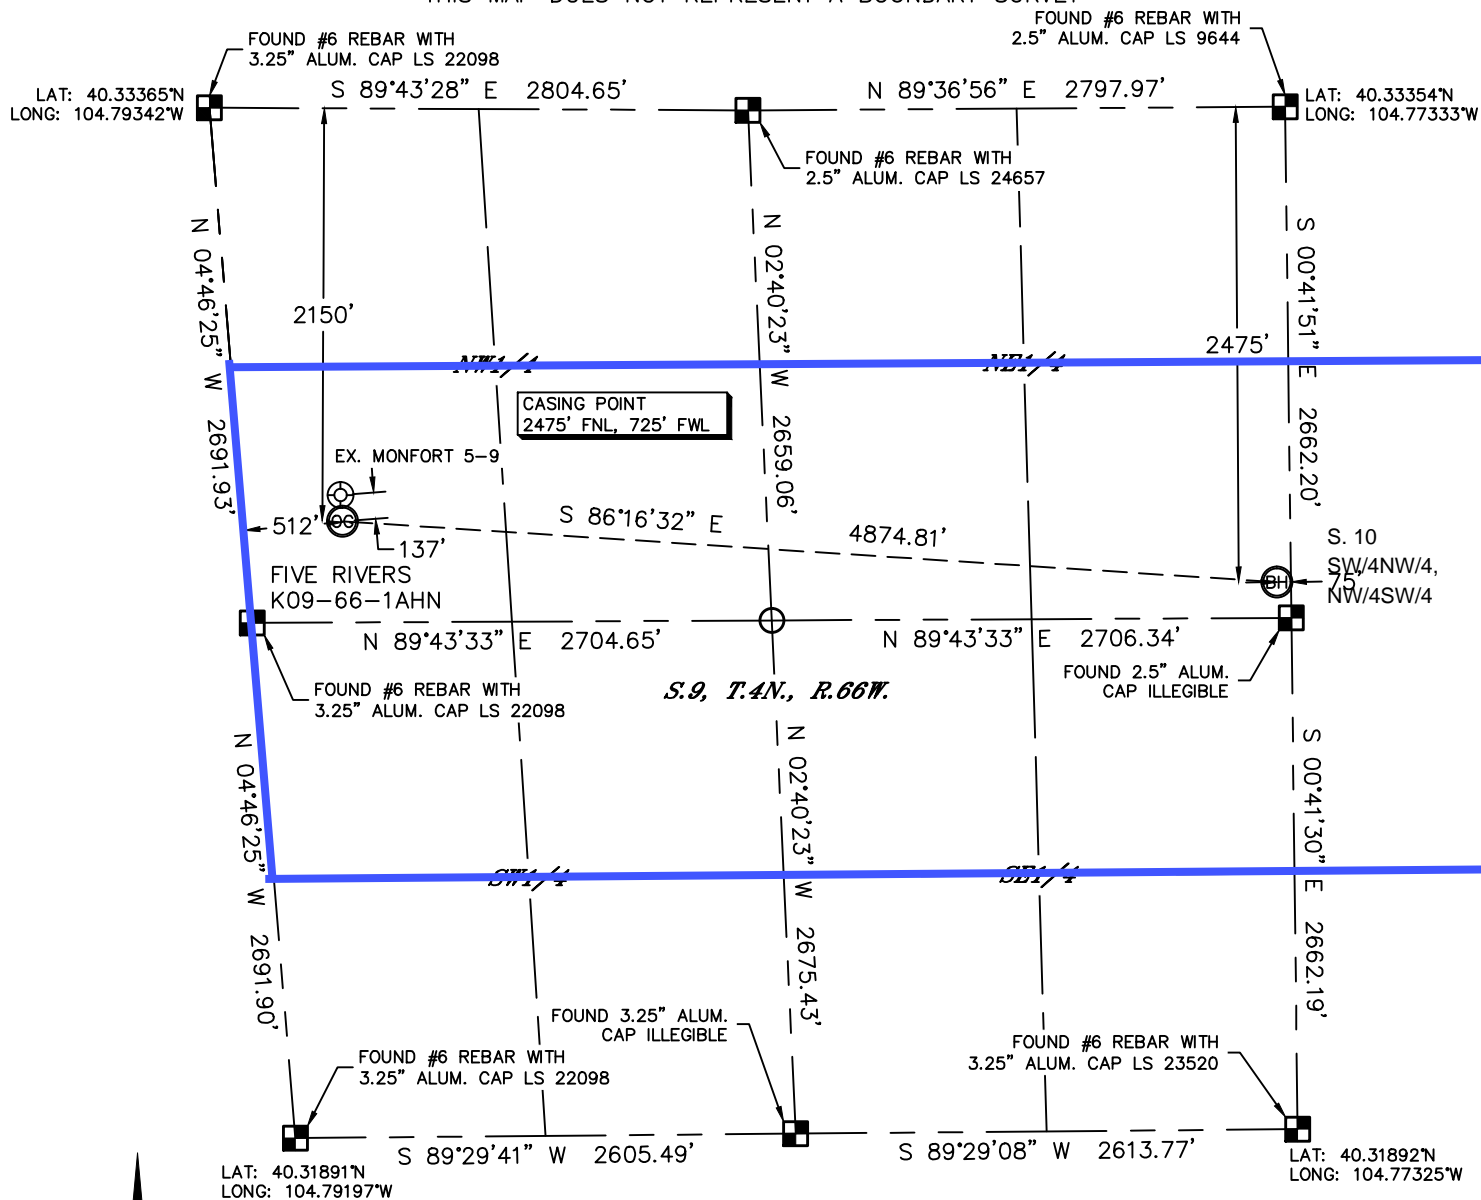 THIS MAP DOES NOT REPRESENT A BOUNDARY SURVEY
FOUND #6 REBAR WITH
3.25" ALUM. CAP LS 22098
FOUND #6 REBAR WITH
2.5" ALUM. CAP LS 9644
LAT: 40.33365°N
LONG: 104.79342°W
S 89°43'28" E 2804.65'
N 89°36'56" E 2797.97'
LAT: 40.33354°N
LONG: 104.77333°W
FOUND #6 REBAR WITH
2.5" ALUM. CAP LS 24657
N 04°46'25" W 2691.93'
2150'
N 02°40'23" W 2659.06'
2475'
S 00°41'51" E 2662.20'
NW1/4
NE1/4
CASING POINT
2475' FNL, 725' FWL
EX. MONFORT 5-9
512'
OG
137'
S 86°16'32" E 4874.81'
BH
75'
S. 10
SW/4NW/4,
NW/4SW/4
FIVE RIVERS
K09-66-1AHN
N 89°43'33" E 2704.65'
N 89°43'33" E 2706.34'
FOUND #6 REBAR WITH
3.25" ALUM. CAP LS 22098
S.9, T.4N., R.66W.
FOUND 2.5" ALUM.
CAP ILLEGIBLE
N 04°46'25" W 2691.90'
N 02°40'23" W 2675.43'
S 00°41'30" E 2662.19'
SW1/4
SE1/4
FOUND 3.25" ALUM.
CAP ILLEGIBLE
FOUND #6 REBAR WITH
3.25" ALUM. CAP LS 22098
FOUND #6 REBAR WITH
3.25" ALUM. CAP LS 23520
S 89°29'41" W 2605.49'
S 89°29'08" W 2613.77'
LAT: 40.31891°N
LONG: 104.79197°W
LAT: 40.31892°N
LONG: 104.77325°W